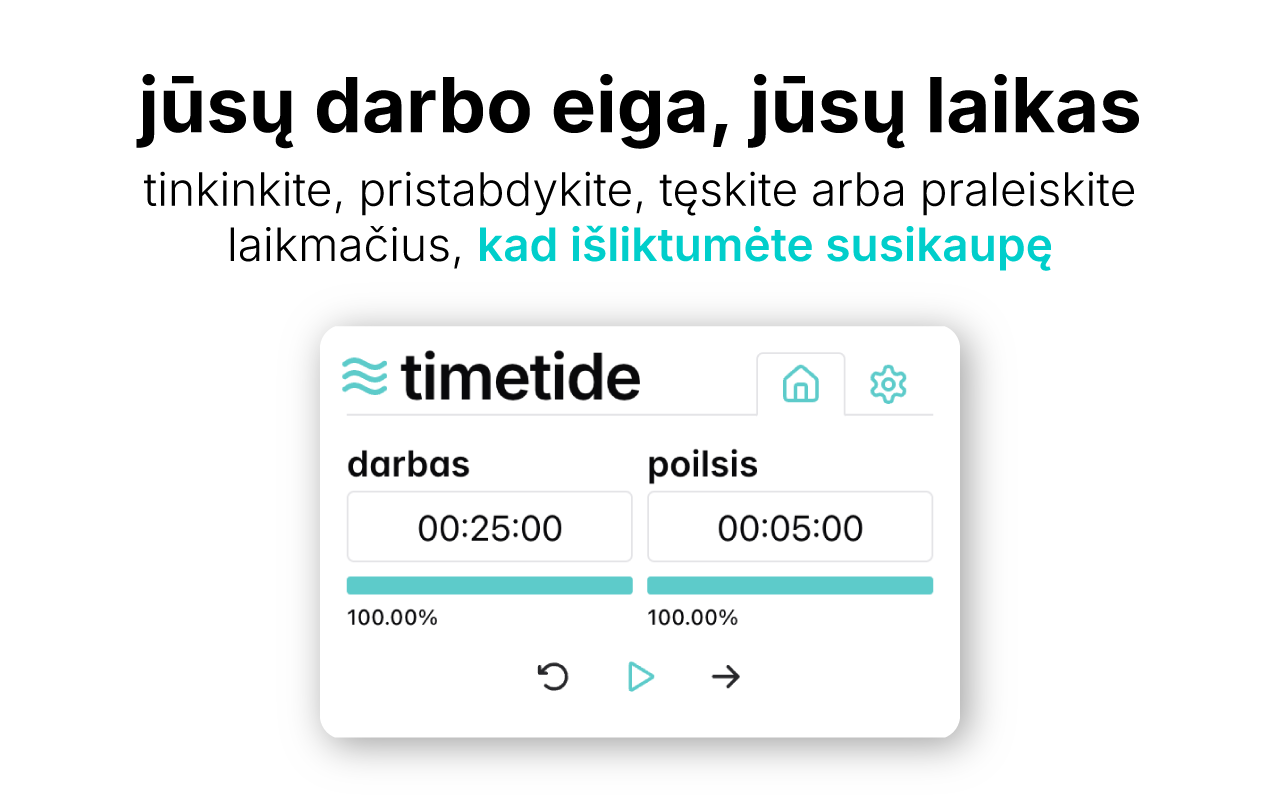 jūsų darbo eiga, jūsų laikas
tinkinkite, pristabdykite, tęskite arba praleiskite
laikmačius, kad išliktumėte susikaupę
timetide
darbas
poilsis
00:25:00
00:05:00
100.00%
100.00%